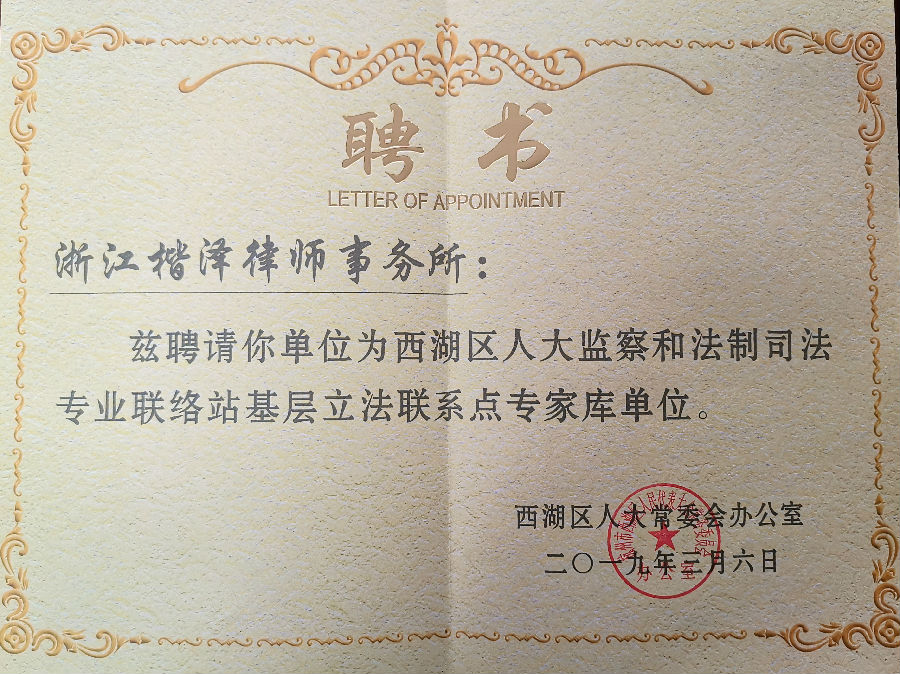 聘书
LETTER OF APPOINTMENT
浙江楷泽律师事务所：
兹聘请你单位为西湖区人大监察和法制司法
专业联络站基层立法联系点专家库单位。
西湖区人大常委会办公室
二〇一九年三月六日
办公室